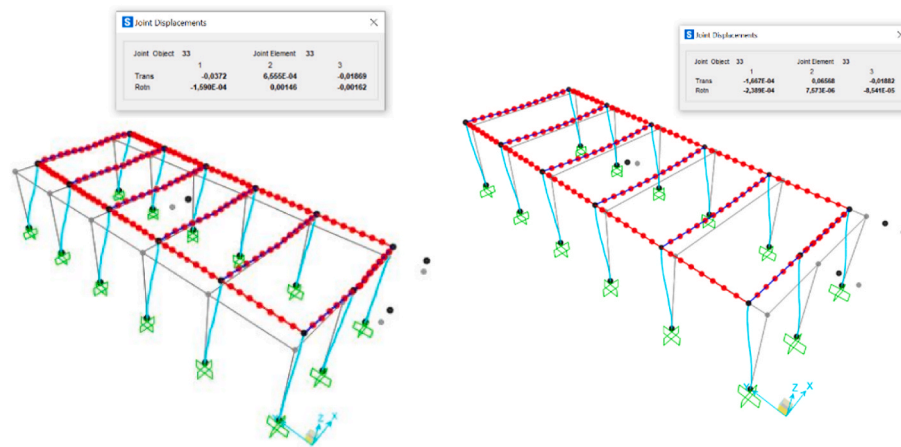 S Joint Displacements
Joint Object 33 Joint Element 33
1 2 3
Trans -0,0372 6,555E-04 -0,01869
Rotn -1,590E-04 0,00146 -0,00162
Z
X
S Joint Displacements
Joint Object 33 Joint Element 33
1 2 3
Trans -1,667E-04 0,06568 -0,01882
Rotn -2,389E-04 7,573E-06 -8,541E-05
Z
X